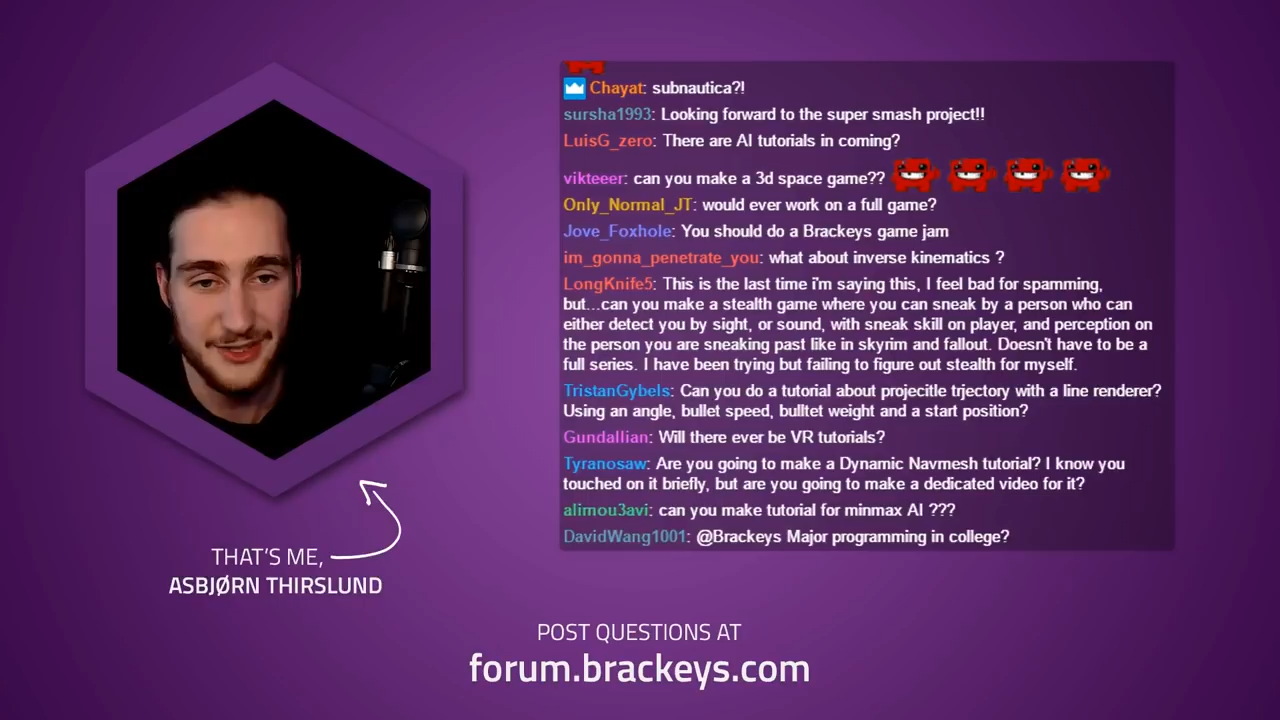 Chayat: subnautica?!
sursha1993: Looking forward to the super smash project!!
LuisG_zero: There are AI tutorials in coming?
vikteeer: can you make a 3d space game??
Only_Normal_JT: would ever work on a full game?
Jove_Foxhole: You should do a Brackeys game jam
im_gonna_penetrate_you: what about inverse kinematics ?
LongKnife5: This is the last time i'm saying this, I feel bad for spamming,
but...can you make a stealth game where you can sneak by a person who can
either detect you by sight, or sound, with sneak skill on player, and perception on
the person you are sneaking past like in skyrim and fallout. Doesn't have to be a
full series. I have been trying but failing to figure out stealth for myself.
TristanGybels: Can you do a tutorial about projecitle trjectory with a line renderer?
Using an angle, bullet speed, bulltet weight and a start position?
Gundallian: Will there ever be VR tutorials?
Tyranosaw: Are you going to make a Dynamic Navmesh tutorial? I know you
touched on it briefly, but are you going to make a dedicated video for it?
alimou3avi: can you make tutorial for minmax AI ???
DavidWang1001: @Brackeys Major programming in college?
THAT'S ME,
ASBJØRN THIRSLUND
POST QUESTIONS AT
forum.brackeys.com